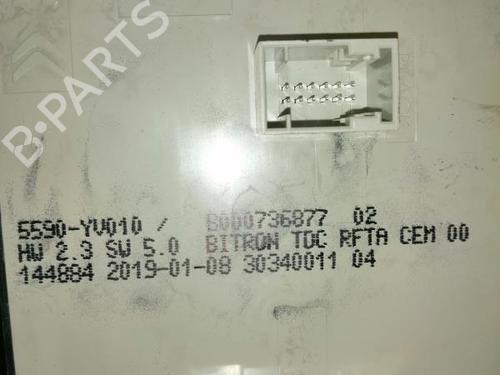 B-PARTS
5590-YV010 / B000736877 02
HW 2.3 SW 5.0 BITRON TDC RFTA CEM 00
144884 2019-01-08 30340011 04